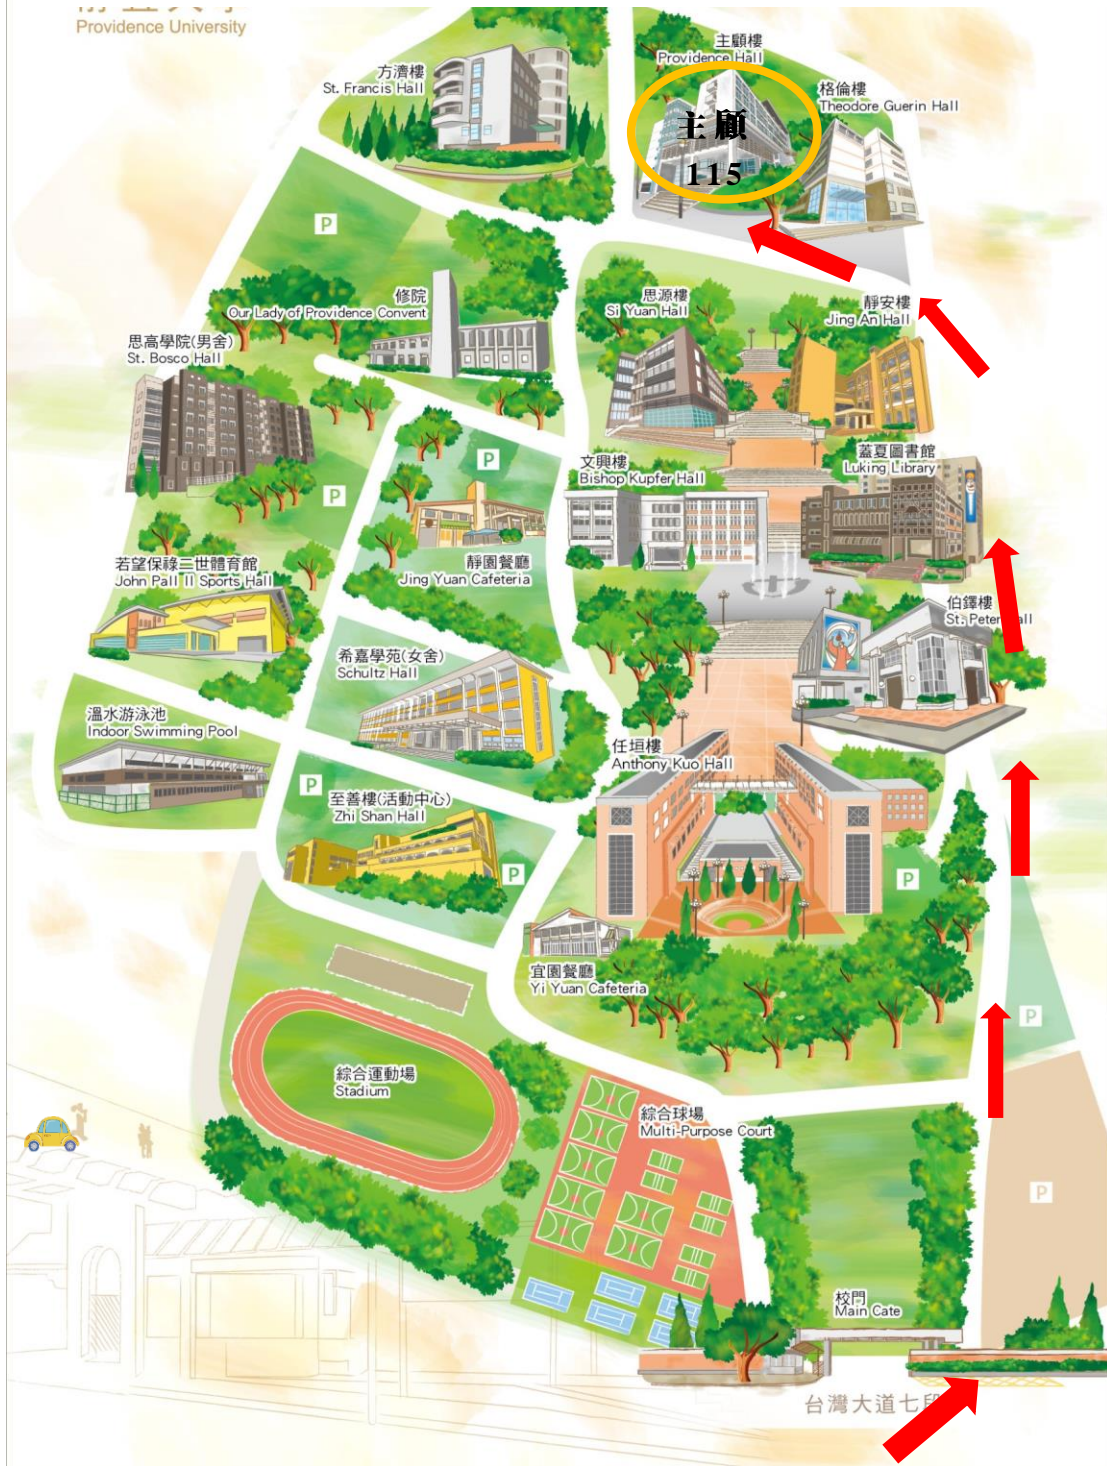 Providence University
主顧樓
Providence Hall
方濟樓
St. Francis Hall
格倫樓
Theodore Guerin Hall
主顧
115
P
修院
Our Lady of Providence Convent
思源樓
Si Yuan Hall
靜安樓
Jing An Hall
思高學院(男舍)
St. Bosco Hall
文興樓
Bishop Kupfer Hall
蓋夏圖書館
Luking Library
P
P
靜園餐廳
Jing Yuan Cafeteria
若望保祿二世體育館
John Pall II Sports Hall
伯鐸樓
St. Peter Hall
希嘉學苑(女舍)
Schultz Hall
溫水游泳池
Indoor Swimming Pool
任垣樓
Anthony Kuo Hall
P
至善樓(活動中心)
Zhi Shan Hall
P
P
宜園餐廳
Yi Yuan Cafeteria
P
綜合運動場
Stadium
綜合球場
Multi-Purpose Court
P
校門
Main Cate
台灣大道七段